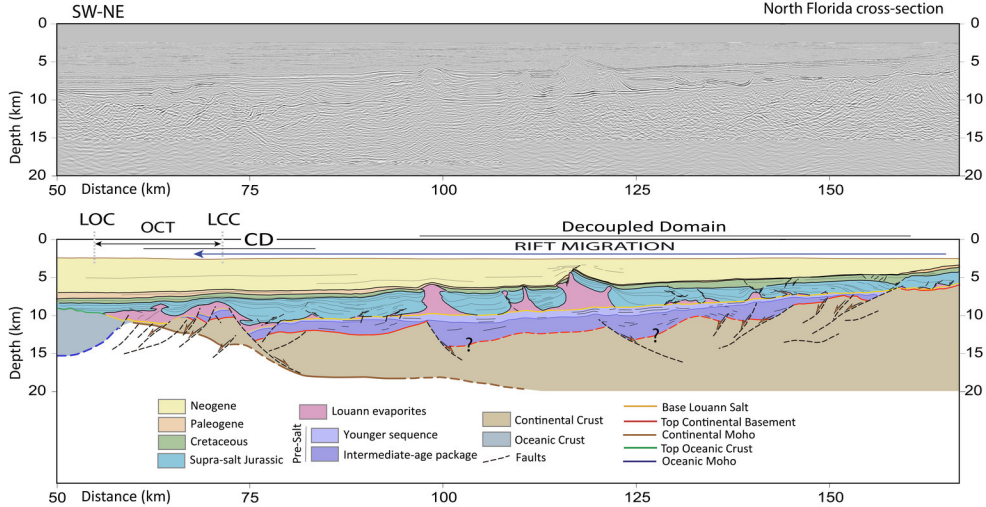 SW-NE
North Florida cross-section
0
5
10
15
20
Depth (km)
0
5
10
15
20
Depth (km)
50
Distance (km)
75
100
125
150
LOC
OCT
LCC
CD
Decoupled Domain
RIFT MIGRATION
0
5
10
15
20
Depth (km)
0
5
10
15
20
Depth (km)
?
?
Neogene
Paleogene
Cretaceous
Supra-salt Jurassic
Louann evaporites
Pre-Salt
Younger sequence
Intermediate-age package
Continental Crust
Oceanic Crust
Faults
Base Louann Salt
Top Continental Basement
Continental Moho
Top Oceanic Crust
Oceanic Moho
50
Distance (km)
75
100
125
150